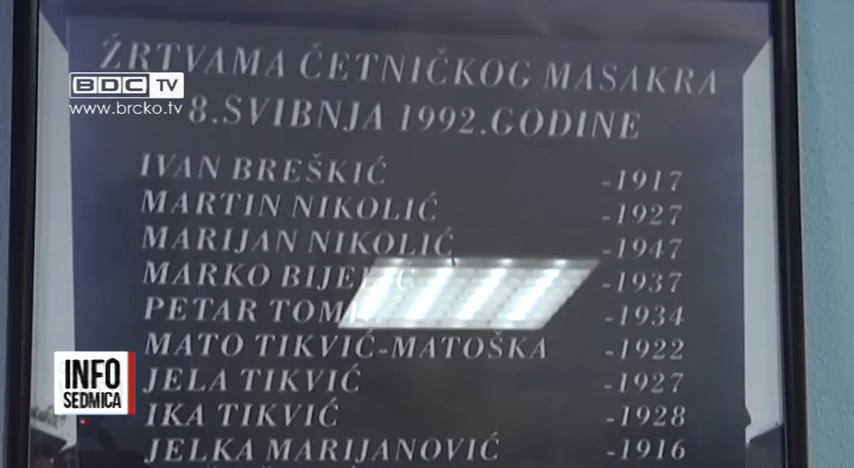 ŽRTVAMA ČETNIČKOG MASAKRA
BDC TV
www.brcko.tv
8.SVIBNJA 1992.GODINE
IVAN BREŠKIĆ -1917
MARTIN NIKOLIĆ -1927
MARIJAN NIKOLIĆ -1947
MARKO -1937
PETAR -1934
MATO TIKVIĆ-MATOŠKA -1922
JELA TIKVIĆ -1927
IKA TIKVIĆ -1928
JELKA MARIJANOVIĆ -1916
INFO
SEDMICA